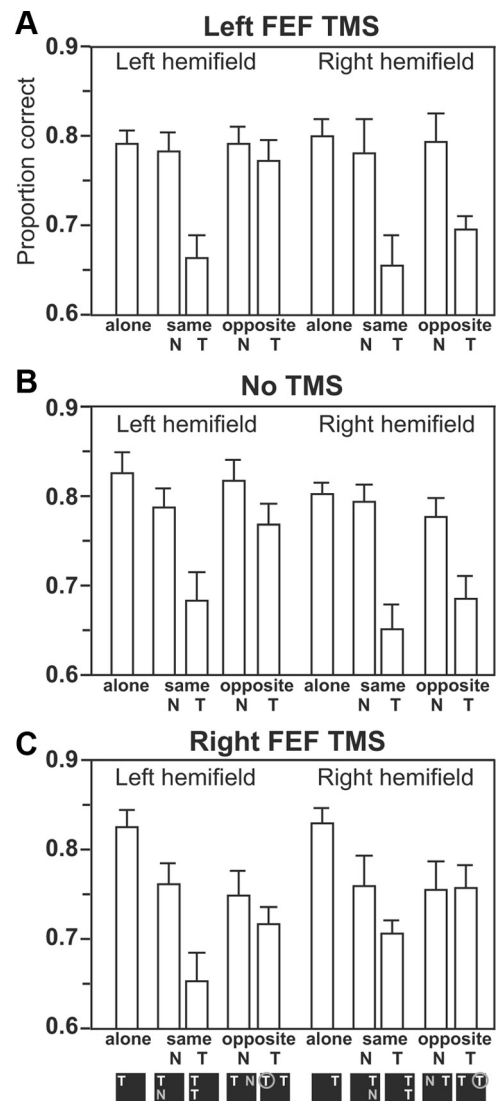 A
Left FEF TMS
Left hemifield Right hemifield
Proportion correct
0.9
0.8
0.7
0.6
alone same opposite alone same opposite
N T N T N T N T
B
No TMS
Left hemifield Right hemifield
0.9
0.8
0.7
0.6
alone same opposite alone same opposite
N T N T N T N T
C
Right FEF TMS
Left hemifield Right hemifield
0.9
0.8
0.7
0.6
alone same opposite alone same opposite
N T N T N T N T
T T T T N T T T T T N T T T
N T N T